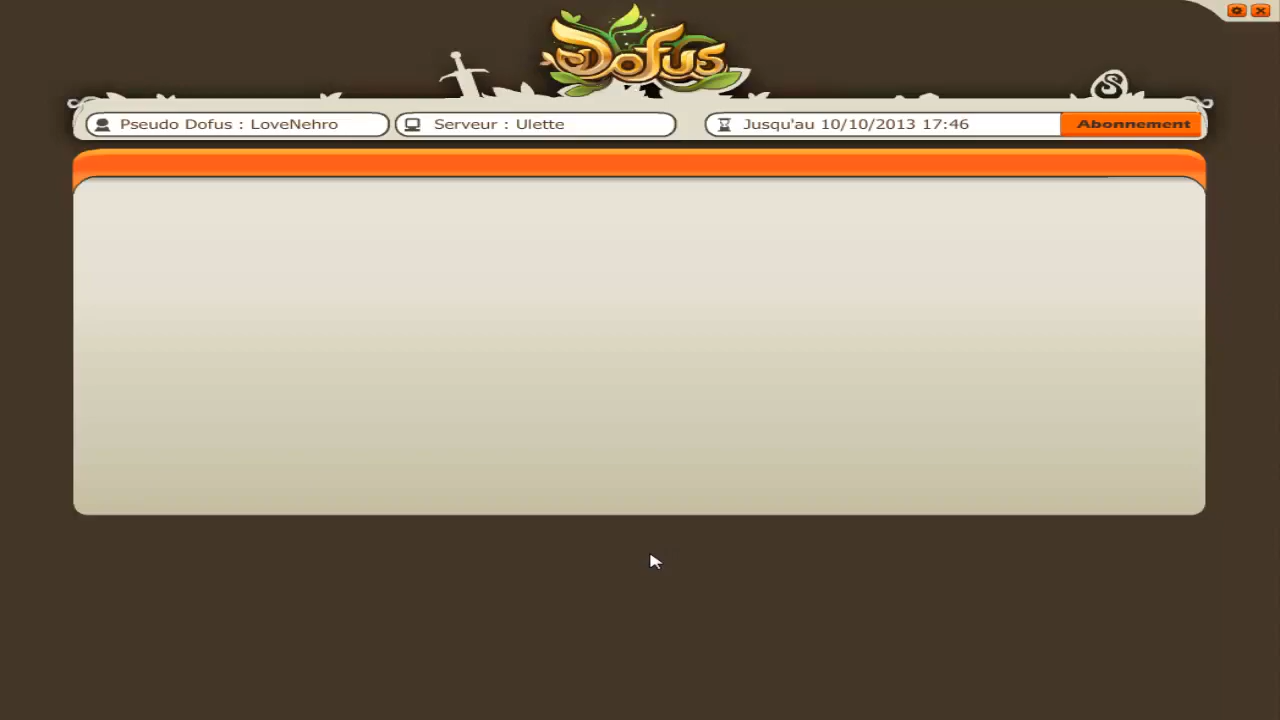 Dofus
Pseudo Dofus : LoveNehro
Serveur : Ulette
Jusqu'au 10/10/2013 17:46
Abonnement